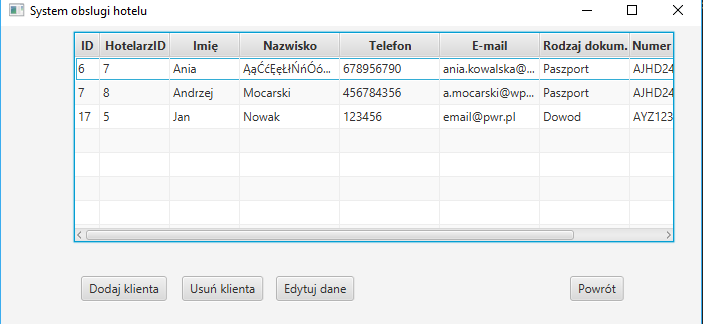 System obslugi hotelu
ID HotelarzID Imię Nazwisko Telefon E-mail Rodzaj dokum. Numer
6 7 Ania ĄąĆćĘęŁłŃńÓó... 678956790 ania.kowalska@... Paszport AJHD24
7 8 Andrzej Mocarski 456784356 a.mocarski@wp... Paszport AJHD24
17 5 Jan Nowak 123456 email@pwr.pl Dowod AYZ123
Dodaj klienta Usuń klienta Edytuj dane Powrót